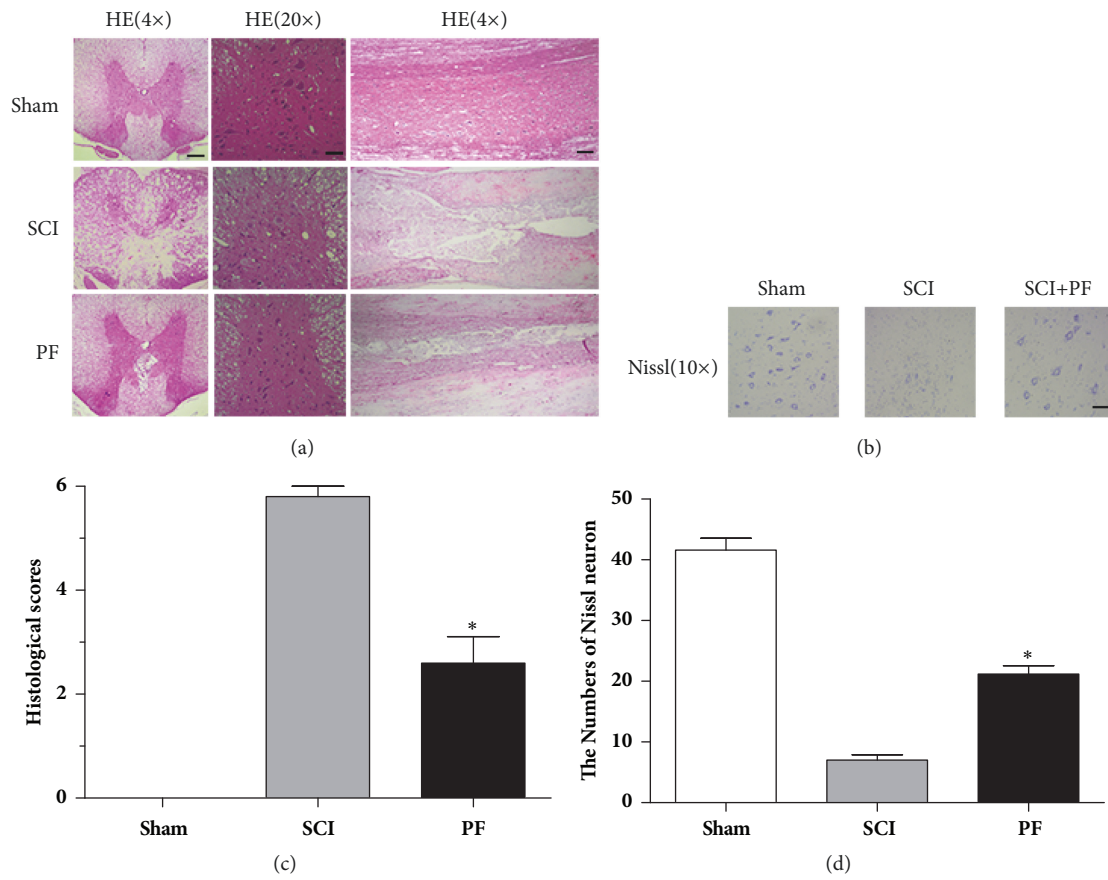 HE(4×) HE(20×) HE(4×)
Sham
SCI
PF
(a)
Sham SCI SCI+PF
Nissl(10×)
(b)
Histological scores
6
4
2
0
Sham SCI PF
*
(c)
The Numbers of Nissl neuron
50
40
30
20
10
0
Sham SCI PF
*
(d)